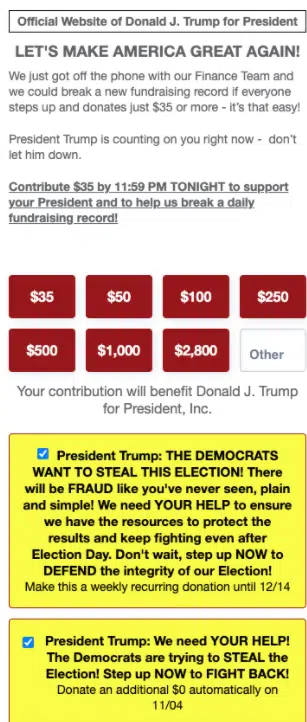 Official Website of Donald J. Trump for President
LET'S MAKE AMERICA GREAT AGAIN!
We just got off the phone with our Finance Team and
we could break a new fundraising record if everyone
steps up and donates just $35 or more - it's that easy!
President Trump is counting on you right now - don't
let him down.
Contribute $35 by 11:59 PM TONIGHT to support
your President and to help us break a daily
fundraising record!
$35 $50 $100 $250
$500 $1,000 $2,800 Other
Your contribution will benefit Donald J. Trump
for President, Inc.
President Trump: THE DEMOCRATS
WANT TO STEAL THIS ELECTION! There
will be FRAUD like you've never seen, plain
and simple! We need YOUR HELP to ensure
we have the resources to protect the
results and keep fighting even after
Election Day. Don't wait, step up NOW to
DEFEND the integrity of our Election!
Make this a weekly recurring donation until 12/14
President Trump: We need YOUR HELP!
The Democrats are trying to STEAL the
Election! Step up NOW to FIGHT BACK!
Donate an additional $0 automatically on
11/04